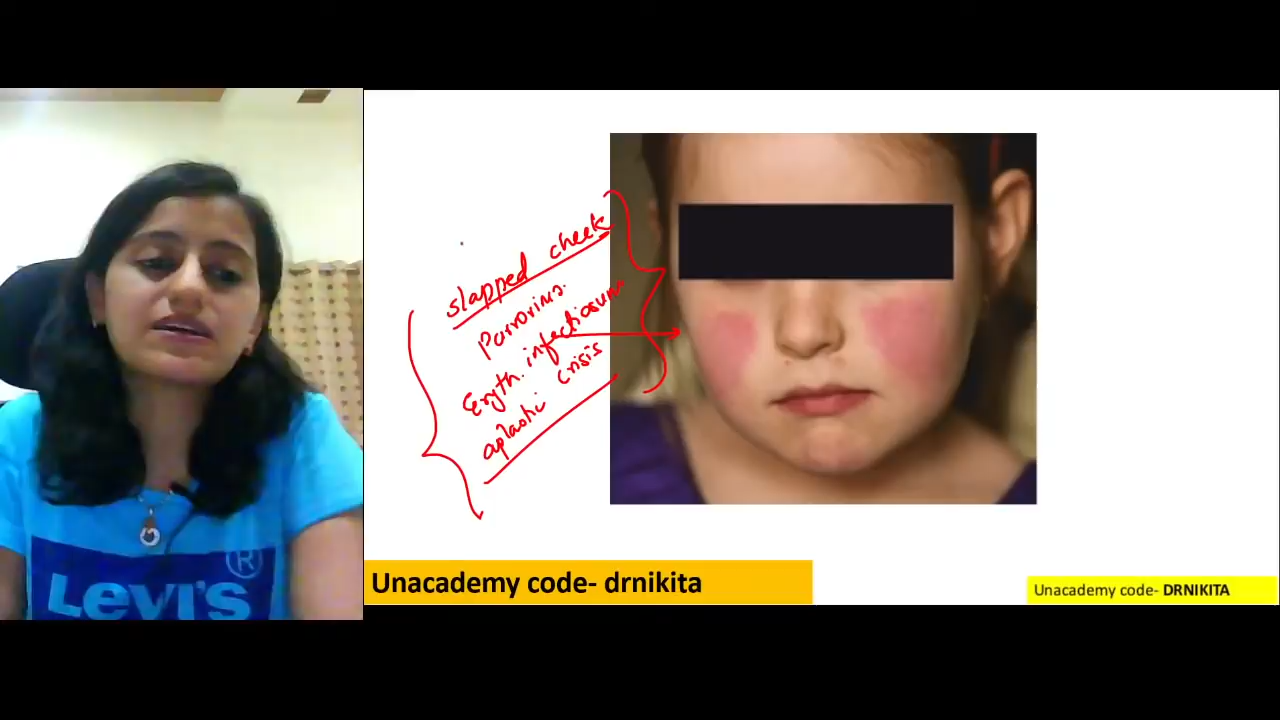 slapped cheek
Parvovirus.
Eryth. infectiosum
aplastic crisis
LEVI'S ®
Unacademy code- drnikita
Unacademy code- DRNIKITA